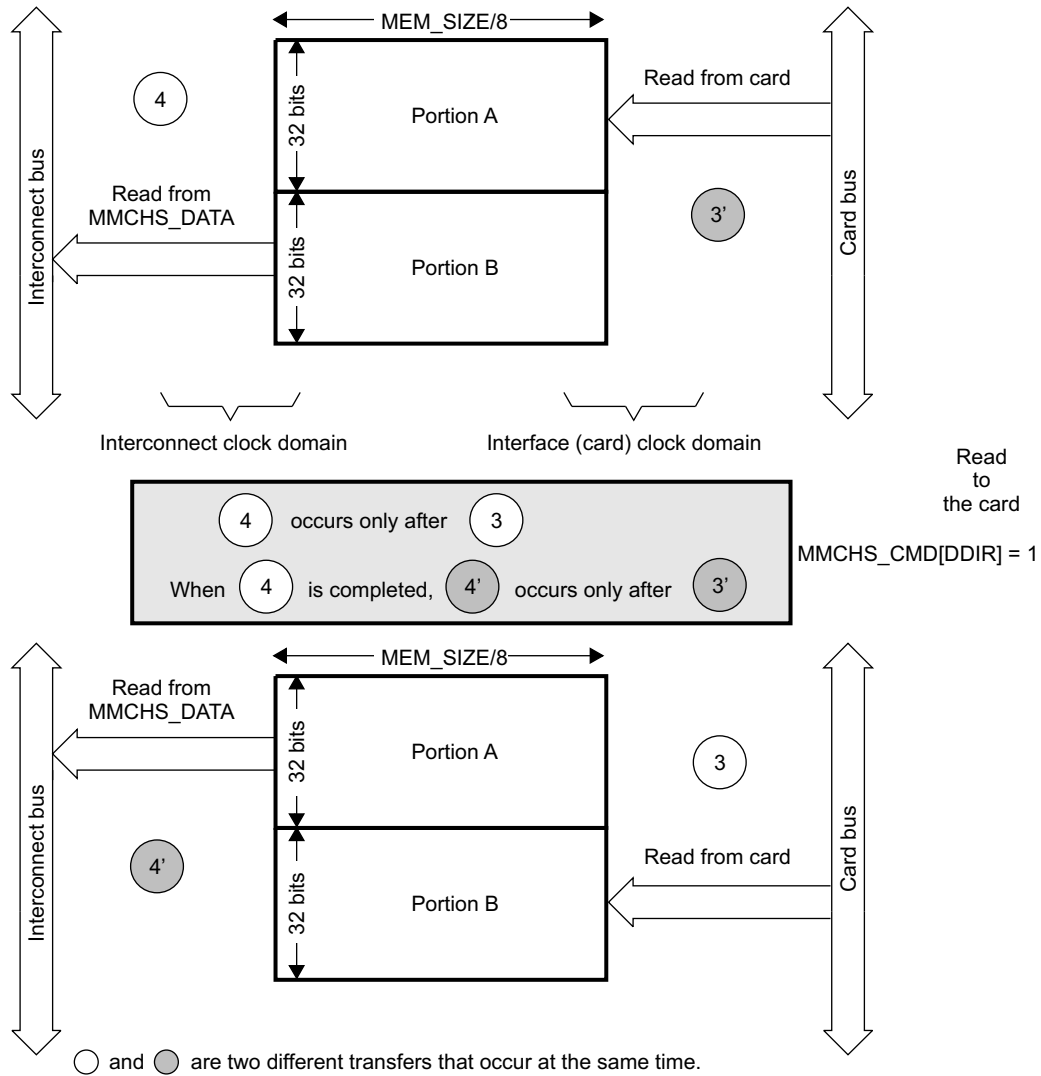 MEM_SIZE/8
4
32 bits
Portion A
Read from card
Interconnect bus
Read from
MMCHS_DATA
3’
Card bus
32 bits
Portion B
Interconnect clock domain
Interface (card) clock domain
Read
to
the card
4 occurs only after 3
When 4 is completed, 4’ occurs only after 3’
MMCHS_CMD[DDIR] = 1
MEM_SIZE/8
Read from
MMCHS_DATA
32 bits
Portion A
3
Interconnect bus
4’
32 bits
Portion B
Read from card
Card bus
and are two different transfers that occur at the same time.